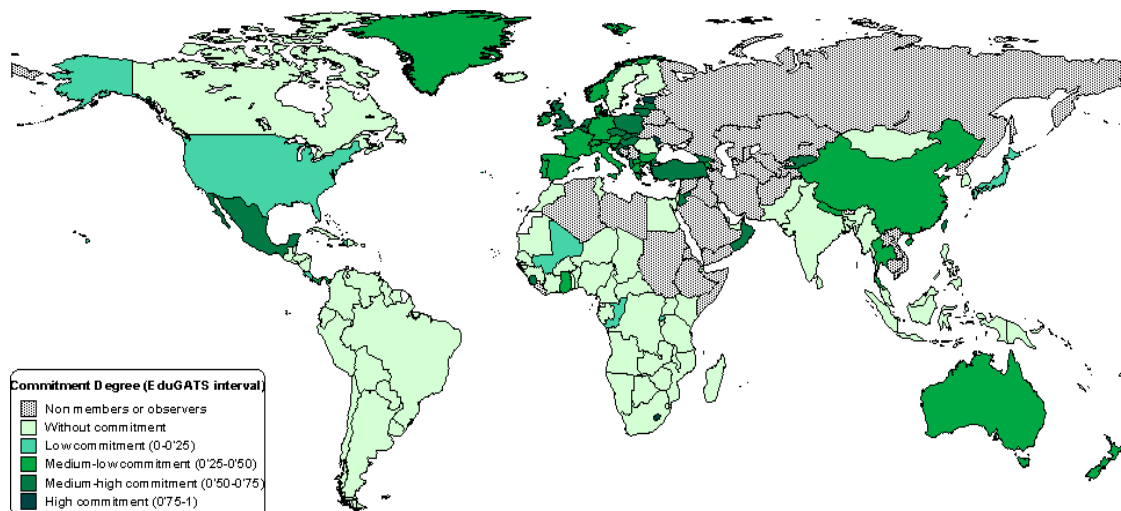 Commitment Degree (EduGATS interval)
Non members or observers
Without commitment
Low commitment (0-0'25)
Medium-low commitment (0'25-0'50)
Medium-high commitment (0'50-0'75)
High commitment (0'75-1)